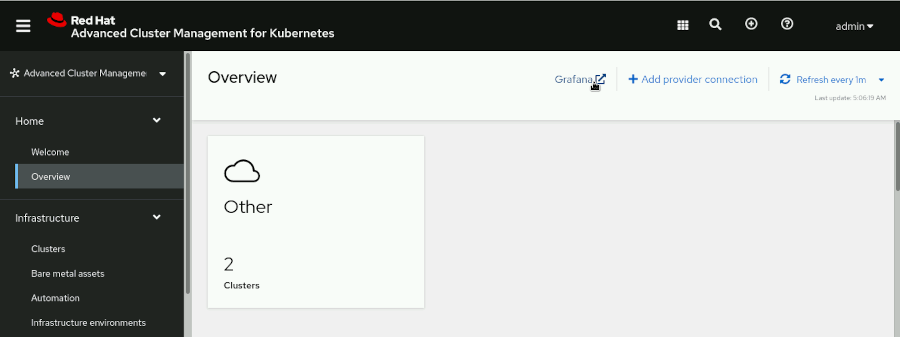 Red Hat
Advanced Cluster Management for Kubernetes
admin
Advanced Cluster Manageme
Overview
Grafana
Add provider connection
Refresh every 1m
Last update: 5:06:19 AM
Home
Welcome
Overview
Infrastructure
Clusters
Bare metal assets
Automation
Infrastructure environments
Other
2
Clusters